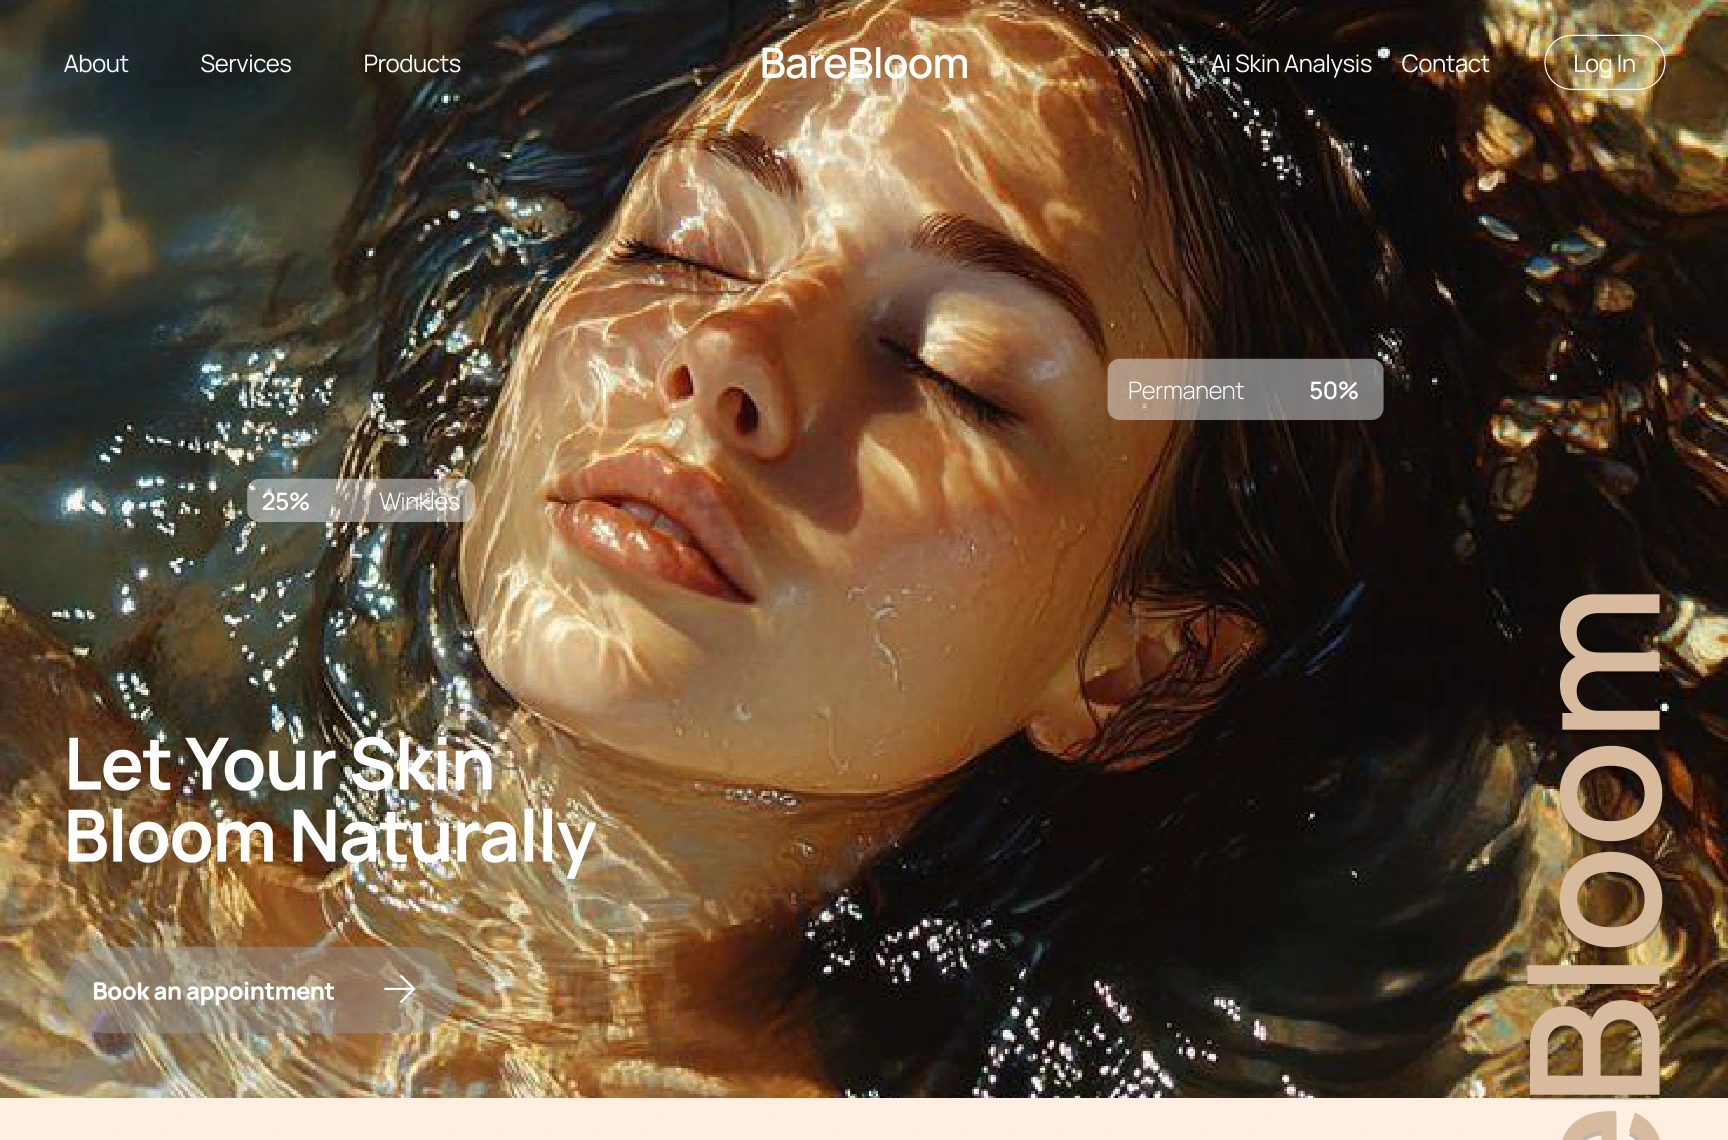 About Services Products BareBloom Ai Skin Analysis Contact Log In
Permanent 50%
25% Winkles
Let Your Skin
Bloom Naturally
Book an appointment
eBloom